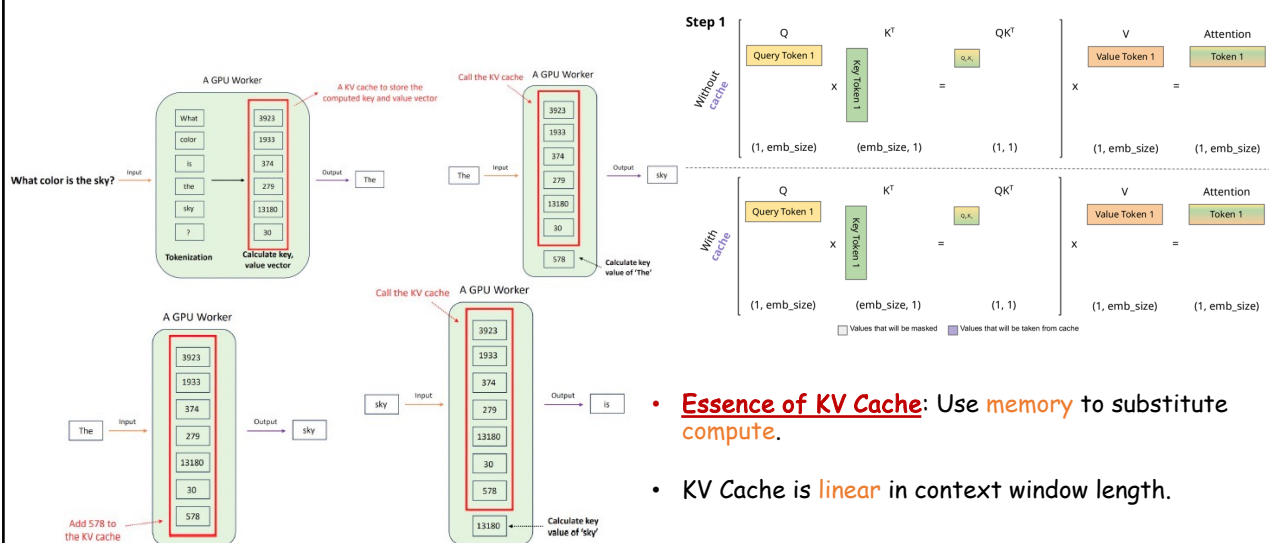 A GPU Worker
What
color
is
the
sky
?
Tokenization
3923
1933
374
279
13180
30
Calculate key,
value vector
What color is the sky?
Input
Output
The
A KV cache to store the
computed key and value vector
Call the KV cache
A GPU Worker
3923
1933
374
279
13180
30
578
The
Input
Output
sky
Calculate key
value of 'The'
A GPU Worker
3923
1933
374
279
13180
30
578
The
Input
Output
sky
Add 578 to
the KV cache
Call the KV cache
A GPU Worker
3923
1933
374
279
13180
30
578
13180
sky
Input
Output
is
Calculate key
value of 'sky'
Step 1
Without
cache
Q
Kᵀ
QKᵀ
V
Attention
Query Token 1
x
Key Token 1
=
Q₁K₁
x
Value Token 1
=
Token 1
(1, emb_size)
(emb_size, 1)
(1, 1)
(1, emb_size)
(1, emb_size)
With
cache
Q
Kᵀ
QKᵀ
V
Attention
Query Token 1
x
Key Token 1
=
Q₁K₁
x
Value Token 1
=
Token 1
(1, emb_size)
(emb_size, 1)
(1, 1)
(1, emb_size)
(1, emb_size)
Values that will be masked
Values that will be taken from cache
• Essence of KV Cache: Use memory to substitute
compute.
• KV Cache is linear in context window length.